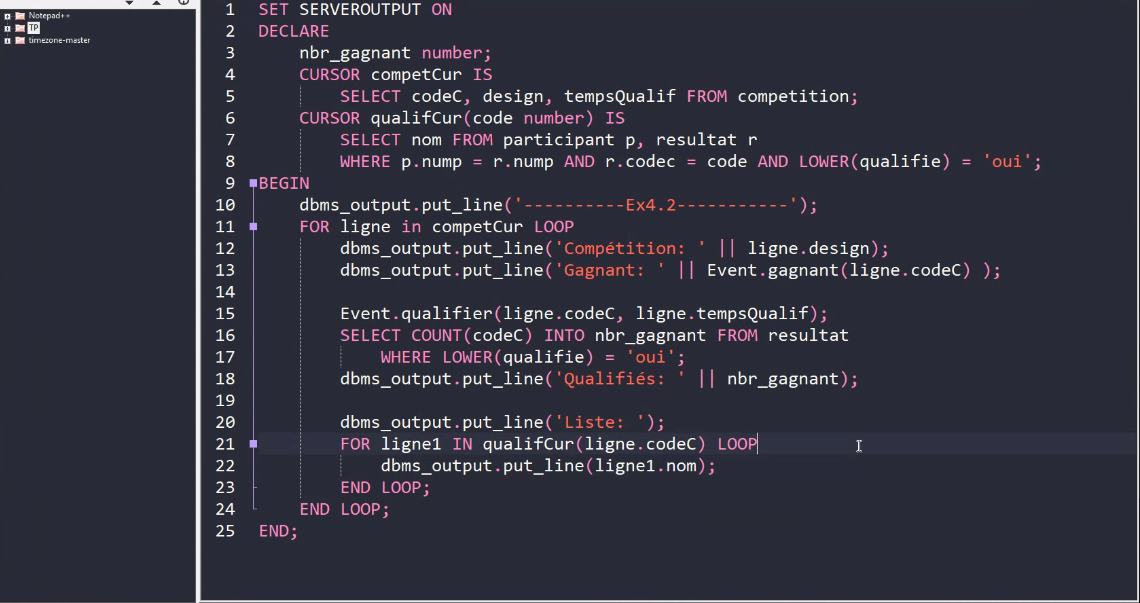 Notepad++
TP
timezone-master
1 SET SERVEROUTPUT ON
2 DECLARE
3 nbr_gagnant number;
4 CURSOR competCur IS
5 SELECT codeC, design, tempsQualif FROM competition;
6 CURSOR qualifCur(code number) IS
7 SELECT nom FROM participant p, resultat r
8 WHERE p.nump = r.nump AND r.codec = code AND LOWER(qualifie) = 'oui';
9 BEGIN
10 dbms_output.put_line('----------Ex4.2-----------');
11 FOR ligne in competCur LOOP
12 dbms_output.put_line('Compétition: ' || ligne.design);
13 dbms_output.put_line('Gagnant: ' || Event.gagnant(ligne.codeC) );
14
15 Event.qualifier(ligne.codeC, ligne.tempsQualif);
16 SELECT COUNT(codeC) INTO nbr_gagnant FROM resultat
17 WHERE LOWER(qualifie) = 'oui';
18 dbms_output.put_line('Qualifiés: ' || nbr_gagnant);
19
20 dbms_output.put_line('Liste: ');
21 FOR ligne1 IN qualifCur(ligne.codeC) LOOP
22 dbms_output.put_line(ligne1.nom);
23 END LOOP;
24 END LOOP;
25 END;